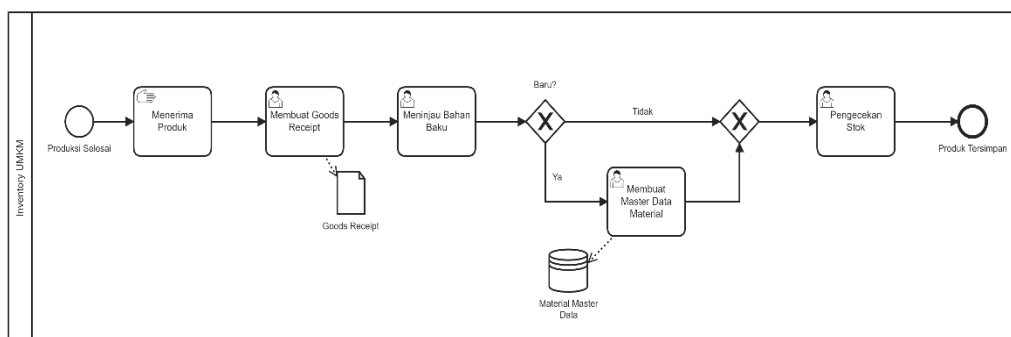 Inventory UMKM
Produksi Selesai
Menerima
Produk
Membuat Goods
Receipt
Goods Receipt
Meninjau Bahan
Baku
Baru?
Tidak
Ya
Membuat
Master Data
Material
Material Master
Data
Pengecekan
Stok
Produk Tersimpan